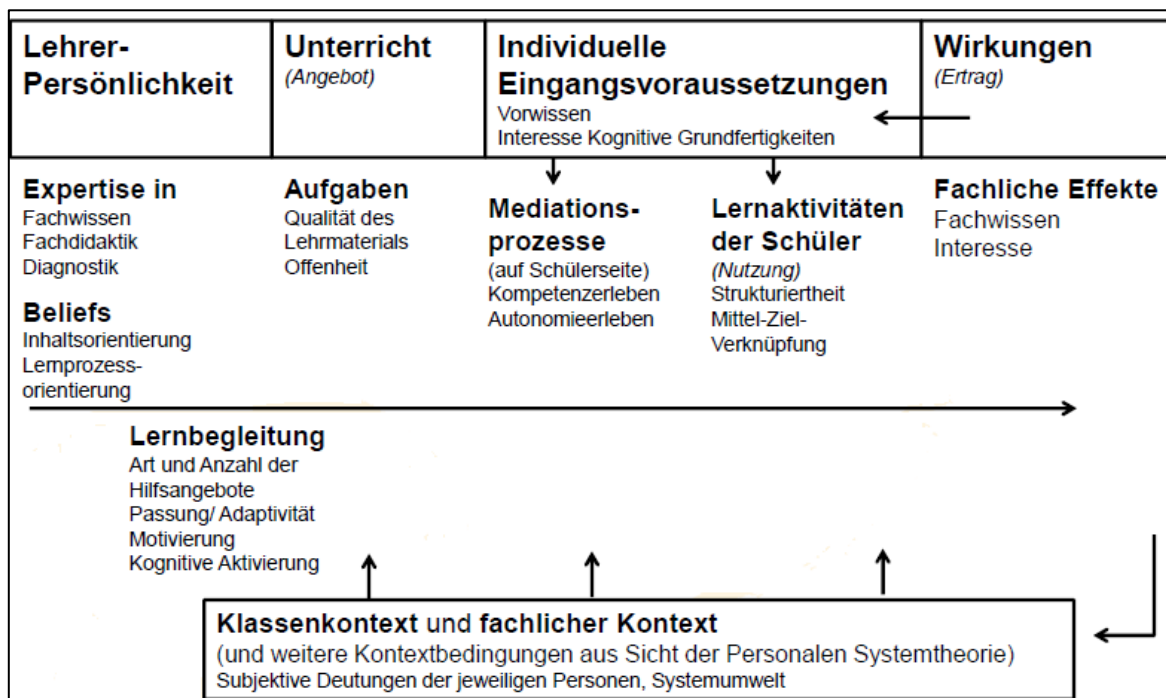 Lehrer-
Persönlichkeit
Unterricht
(Angebot)
Individuelle
Eingangsvoraussetzungen
Vorwissen
Interesse Kognitive Grundfertigkeiten
Wirkungen
(Ertrag)
Expertise in
Fachwissen
Fachdidaktik
Diagnostik
Beliefs
Inhaltsorientierung
Lernprozess-
orientierung
Aufgaben
Qualität des
Lehrmaterials
Offenheit
Mediations-
prozesse
(auf Schülerseite)
Kompetenzerleben
Autonomieerleben
Lernaktivitäten
der Schüler
(Nutzung)
Strukturiertheit
Mittel-Ziel-
Verknüpfung
Fachliche Effekte
Fachwissen
Interesse
Lernbegleitung
Art und Anzahl der
Hilfsangebote
Passung/ Adaptivität
Motivierung
Kognitive Aktivierung
Klassenkontext und fachlicher Kontext
(und weitere Kontextbedingungen aus Sicht der Personalen Systemtheorie)
Subjektive Deutungen der jeweiligen Personen, Systemumwelt